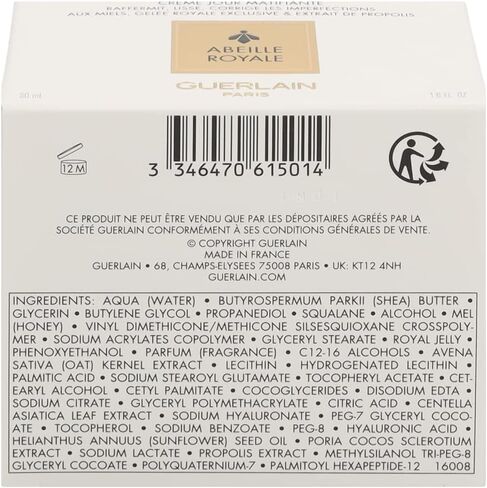 CRÈME JOUR MATIFIANTE
RAFFERMIT, LISSE, CORRIGE LES IMPERFECTIONS
AUX MIELS, GELÉE ROYALE EXCLUSIVE & EXTRAIT DE PROPOLIS
ABEILLE
ROYALE
GUERLAIN
PARIS
50 ml
1.6 FL. OZ
12 M
3 346470 615014
CE PRODUIT NE PEUT ÊTRE VENDU QUE PAR LES DÉPOSITAIRES AGRÉÉS PAR LA
SOCIÉTÉ GUERLAIN CONFORMÉMENT À SES CONDITIONS GÉNÉRALES DE VENTE.
© COPYRIGHT GUERLAIN
MADE IN FRANCE
GUERLAIN • 68, CHAMPS-ELYSEES 75008 PARIS • UK: KT12 4NH
GUERLAIN.COM
INGREDIENTS: AQUA (WATER) • BUTYROSPERMUM PARKII (SHEA) BUTTER •
GLYCERIN • BUTYLENE GLYCOL • PROPANEDIOL • SQUALANE • ALCOHOL • MEL
(HONEY) • VINYL DIMETHICONE/METHICONE SILSESQUIOXANE CROSSPOLY-
MER • SODIUM ACRYLATES COPOLYMER • GLYCERYL STEARATE • ROYAL JELLY •
PHENOXYETHANOL • PARFUM (FRAGRANCE) • C12-16 ALCOHOLS • AVENA
SATIVA (OAT) KERNEL EXTRACT • LECITHIN • HYDROGENATED LECITHIN •
PALMITIC ACID • SODIUM STEAROYL GLUTAMATE • TOCOPHERYL ACETATE • CET-
EARYL ALCOHOL • CETYL PALMITATE • COCOGLYCERIDES • DISODIUM EDTA •
SODIUM CITRATE • GLYCERYL POLYMETHACRYLATE • CITRIC ACID • CENTELLA
ASIATICA LEAF EXTRACT • SODIUM HYALURONATE • PEG-7 GLYCERYL COCO-
ATE • TOCOPHEROL • SODIUM BENZOATE • PEG-8 • HYALURONIC ACID •
HELIANTHUS ANNUUS (SUNFLOWER) SEED OIL • PORIA COCOS SCLEROTIUM
EXTRACT • SODIUM LACTATE • PROPOLIS EXTRACT • METHYLSILANOL TRI-PEG-8
GLYCERYL COCOATE • POLYQUATERNIUM-7 • PALMITOYL HEXAPEPTIDE-12 16008